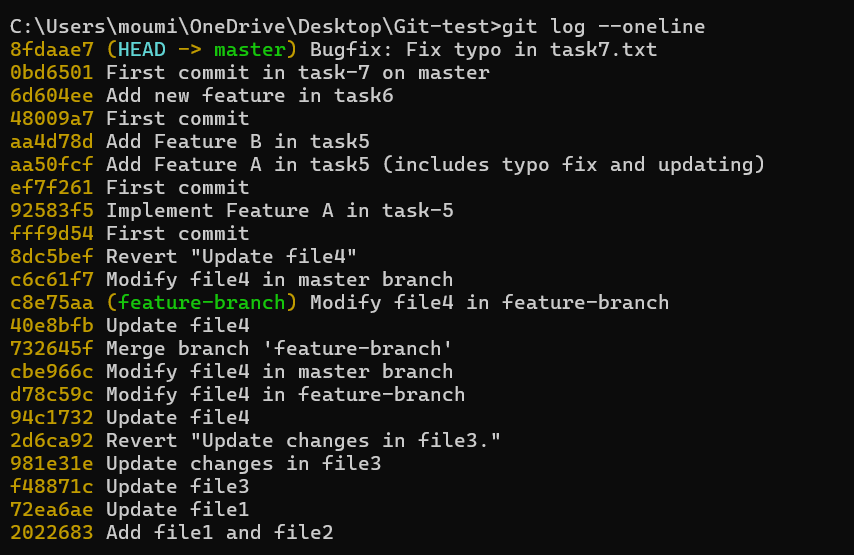 C:\Users\moumi\OneDrive\Desktop\Git-test>git log --oneline
8fdaae7 (HEAD -> master) Bugfix: Fix typo in task7.txt
0bd6501 First commit in task-7 on master
6d604ee Add new feature in task6
48009a7 First commit
aa4d78d Add Feature B in task5
aa50fcf Add Feature A in task5 (includes typo fix and updating)
ef7f261 First commit
92583f5 Implement Feature A in task-5
fff9d54 First commit
8dc5bef Revert "Update file4"
c6c61f7 Modify file4 in master branch
c8e75aa (feature-branch) Modify file4 in feature-branch
40e8bfb Update file4
732645f Merge branch 'feature-branch'
cbe966c Modify file4 in master branch
d78c59c Modify file4 in feature-branch
94c1732 Update file4
2d6ca92 Revert "Update changes in file3."
981e31e Update changes in file3
f48871c Update file3
72ea6ae Update file1
2022683 Add file1 and file2